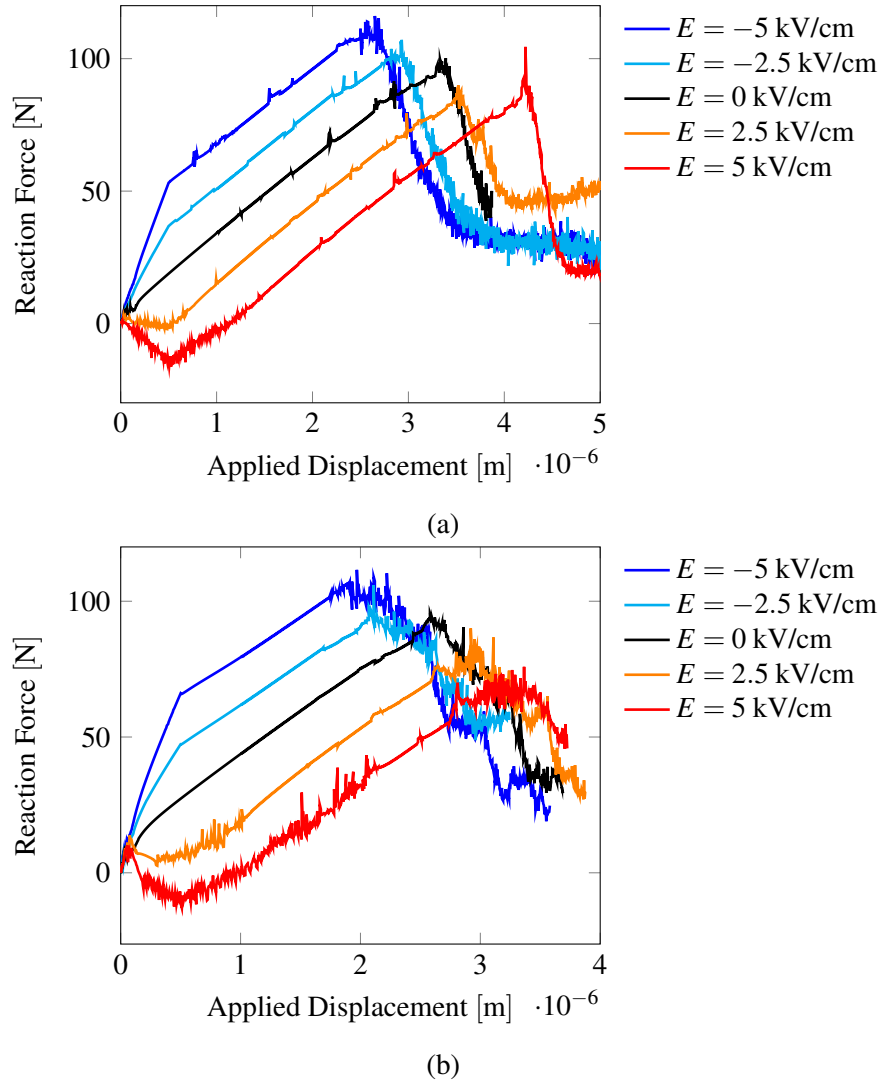 100
50
0
Reaction Force [N]
0
1
2
3
4
5
Applied Displacement [m]
·10⁻⁶
E = −5 kV/cm
E = −2.5 kV/cm
E = 0 kV/cm
E = 2.5 kV/cm
E = 5 kV/cm
(a)
100
50
0
Reaction Force [N]
0
1
2
3
4
Applied Displacement [m]
·10⁻⁶
E = −5 kV/cm
E = −2.5 kV/cm
E = 0 kV/cm
E = 2.5 kV/cm
E = 5 kV/cm
(b)